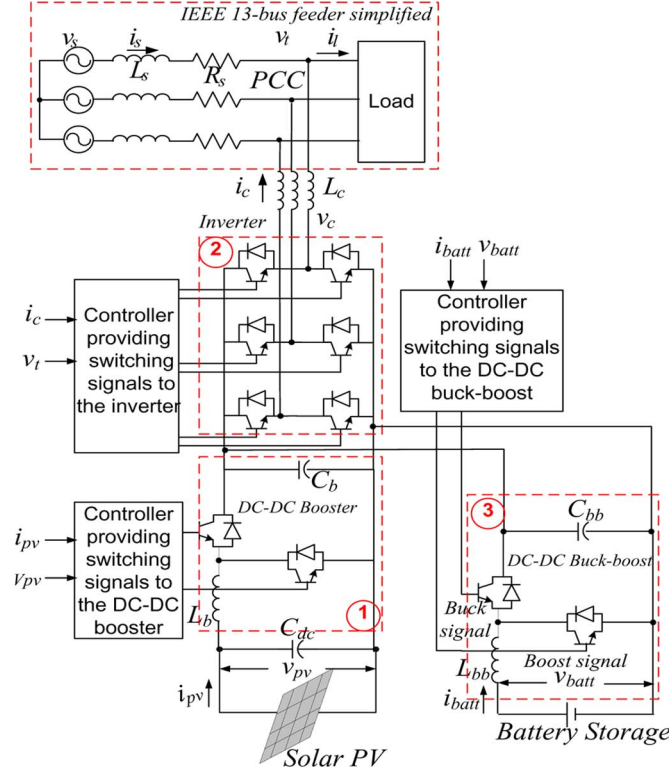 IEEE 13-bus feeder simplified
v_s
i_s
v_t
i_l
L_s
R_s
PCC
Load
i_c
L_c
v_c
Inverter
2
i_batt
v_batt
Controller
providing
switching
signals to
the inverter
i_c
v_t
Controller
providing
switching signals
to the DC-DC
buck-boost
C_b
DC-DC Booster
Controller
providing
switching
signals to
the DC-DC
booster
i_pv
v_pv
L_b
1
C_dc
v_pv
i_pv
Solar PV
3
C_bb
DC-DC Buck-boost
Buck
signal
Boost signal
L_bb
v_batt
i_batt
Battery Storage